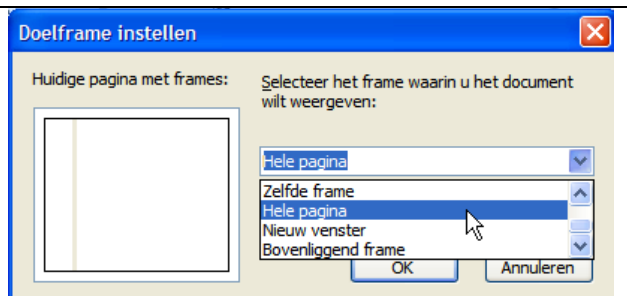 Doelframe instellen
Huidige pagina met frames:
Selecteer het frame waarin u het document
wilt weergeven:
Hele pagina
Zelfde frame
Hele pagina
Nieuw venster
Bovenliggend frame
OK
Annuleren